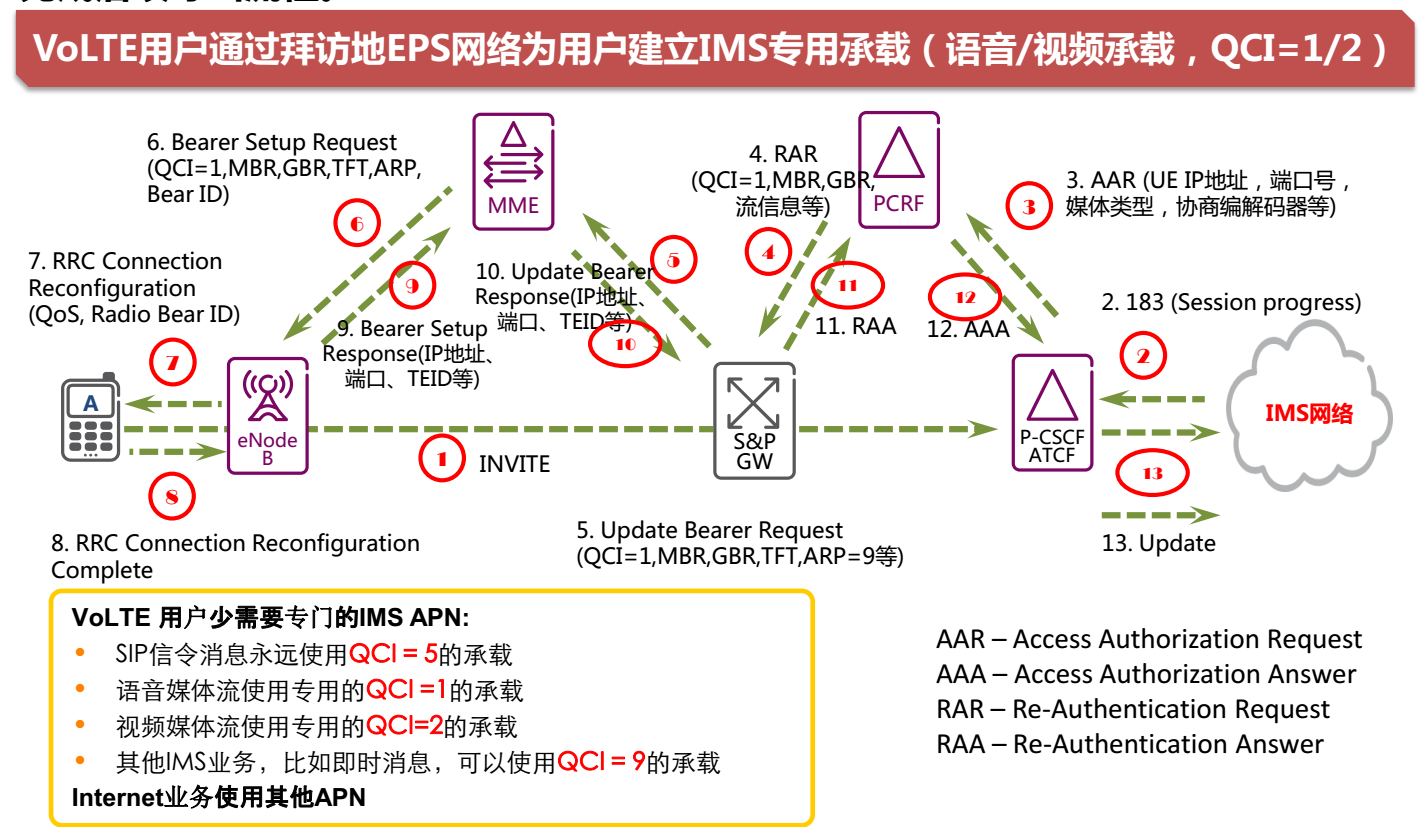 VoLTE用户通过拜访地EPS网络为用户建立IMS专用承载（语音/视频承载，QCI=1/2）
6. Bearer Setup Request
(QCI=1,MBR,GBR,TFT,ARP,
Bear ID)
MME
4. RAR
(QCI=1,MBR,GBR,
流信息等)
PCRF
3. AAR (UE IP地址，端口号，
媒体类型，协商编解码器等)
6
3
5
4
7. RRC Connection
Reconfiguration
(QoS, Radio Bear ID)
9
10. Update Bearer
Response(IP地址、
端口、TEID等)
11
12
2. 183 (Session progress)
9. Bearer Setup
Response(IP地址、
端口、TEID等)
10
11. RAA
12. AAA
7
2
A
eNode
B
S&P
GW
P-CSCF
ATCF
IMS网络
1
INVITE
13
8
8. RRC Connection Reconfiguration
Complete
5. Update Bearer Request
(QCI=1,MBR,GBR,TFT,ARP=9等)
13. Update
VoLTE 用户少需要专门的IMS APN:
• SIP信令消息永远使用QCI = 5的承载
• 语音媒体流使用专用的QCI =1的承载
• 视频媒体流使用专用的QCI=2的承载
• 其他IMS业务，比如即时消息，可以使用QCI = 9的承载
Internet业务使用其他APN
AAR – Access Authorization Request
AAA – Access Authorization Answer
RAR – Re-Authentication Request
RAA – Re-Authentication Answer